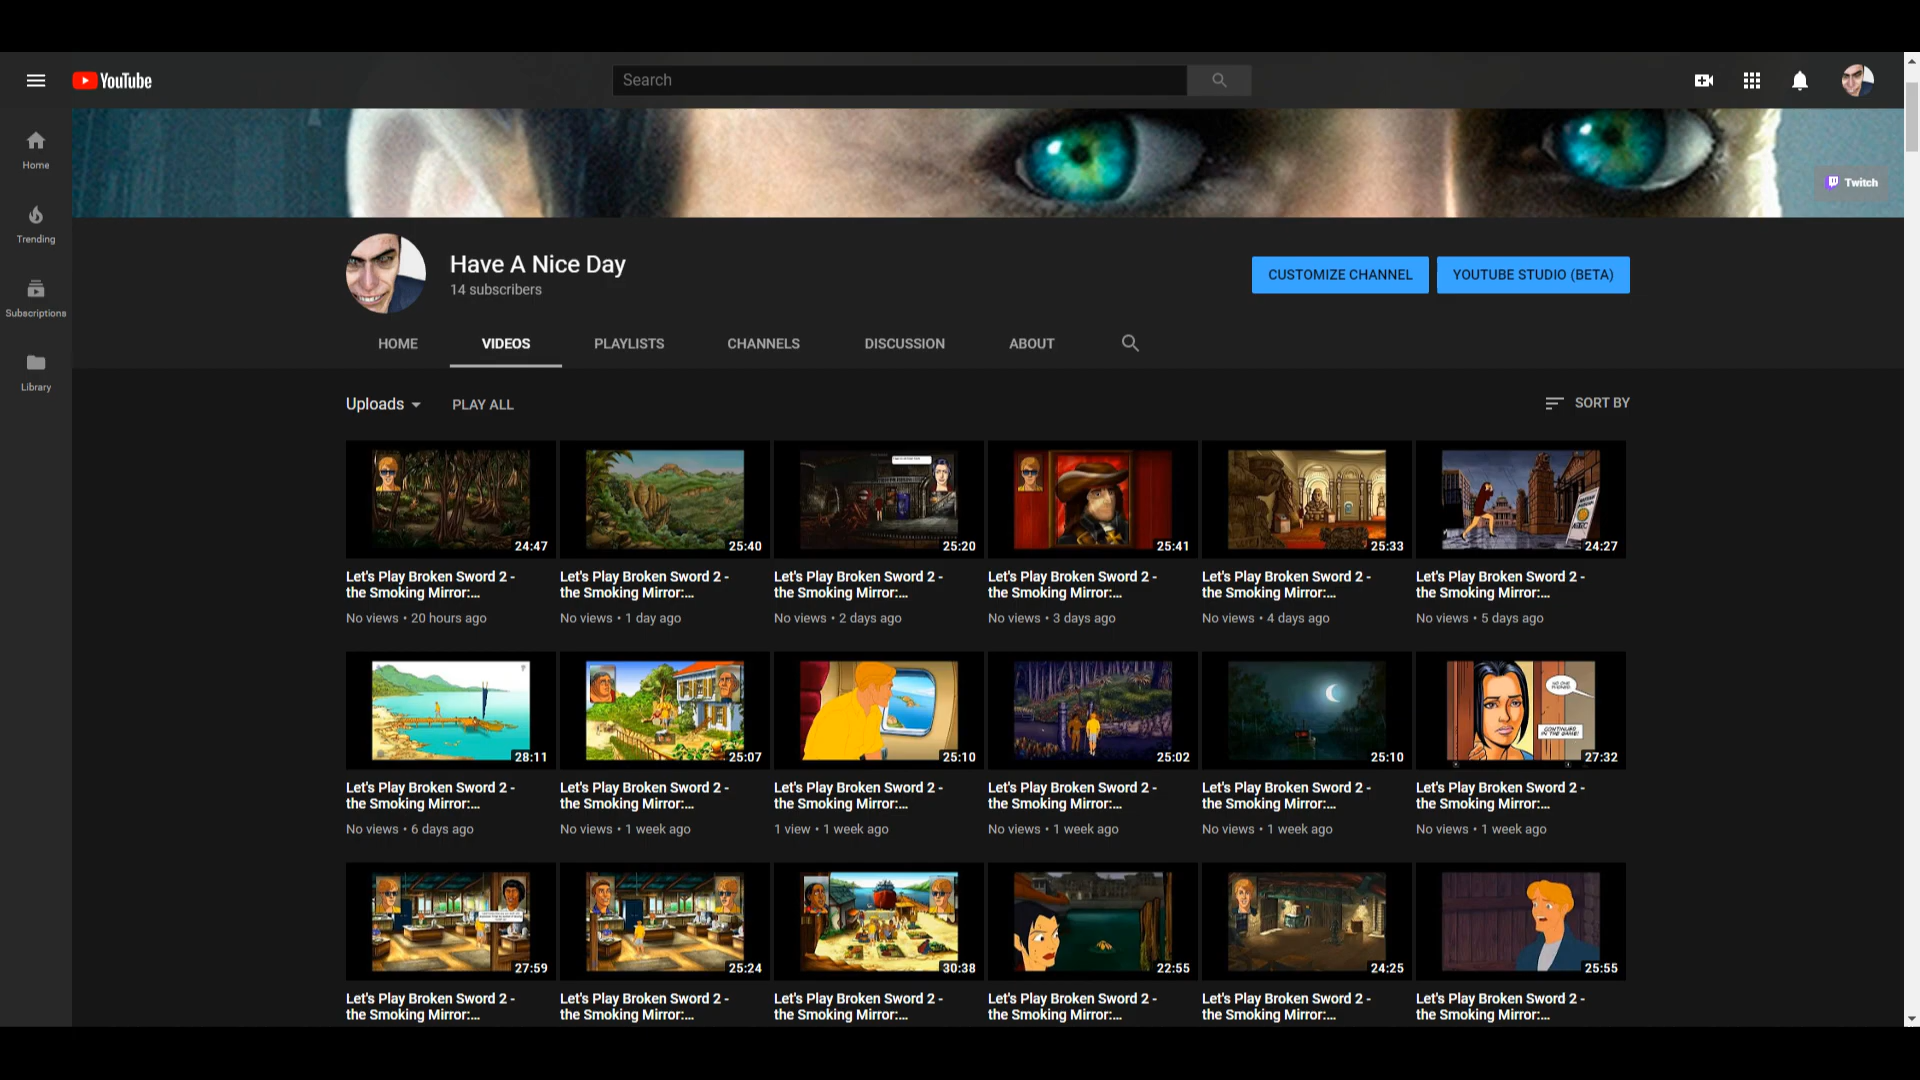 YouTube
Search
Home
Trending
Subscriptions
Library
Twitch
Have A Nice Day
14 subscribers
CUSTOMIZE CHANNEL
YOUTUBE STUDIO (BETA)
HOME
VIDEOS
PLAYLISTS
CHANNELS
DISCUSSION
ABOUT
Uploads
PLAY ALL
SORT BY
24:47
25:40
25:20
25:41
25:33
24:27
Let's Play Broken Sword 2 -
the Smoking Mirror:...
No views • 20 hours ago
Let's Play Broken Sword 2 -
the Smoking Mirror:...
No views • 1 day ago
Let's Play Broken Sword 2 -
the Smoking Mirror:...
No views • 2 days ago
Let's Play Broken Sword 2 -
the Smoking Mirror:...
No views • 3 days ago
Let's Play Broken Sword 2 -
the Smoking Mirror:...
No views • 4 days ago
Let's Play Broken Sword 2 -
the Smoking Mirror:...
No views • 5 days ago
28:11
25:07
25:10
25:02
25:10
CONTINUED
IN THE GAME!
27:32
Let's Play Broken Sword 2 -
the Smoking Mirror:...
No views • 6 days ago
Let's Play Broken Sword 2 -
the Smoking Mirror:...
No views • 1 week ago
Let's Play Broken Sword 2 -
the Smoking Mirror:...
1 view • 1 week ago
Let's Play Broken Sword 2 -
the Smoking Mirror:...
No views • 1 week ago
Let's Play Broken Sword 2 -
the Smoking Mirror:...
No views • 1 week ago
Let's Play Broken Sword 2 -
the Smoking Mirror:...
No views • 1 week ago
27:59
25:24
30:38
22:55
24:25
25:55
Let's Play Broken Sword 2 -
the Smoking Mirror:...
Let's Play Broken Sword 2 -
the Smoking Mirror:...
Let's Play Broken Sword 2 -
the Smoking Mirror:...
Let's Play Broken Sword 2 -
the Smoking Mirror:...
Let's Play Broken Sword 2 -
the Smoking Mirror:...
Let's Play Broken Sword 2 -
the Smoking Mirror:...